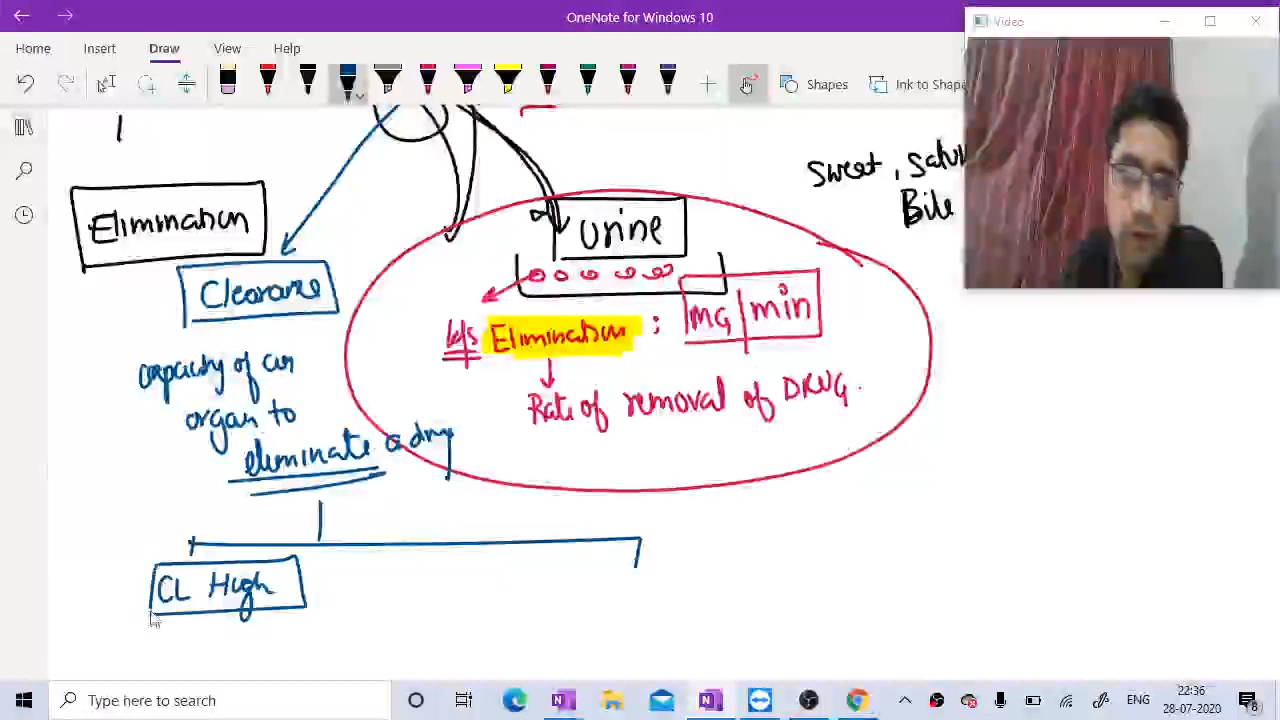 OneNote for Windows 10
Video
Home Insert Draw View Help
Shapes
Ink to Shape
Sweet,
Bile
Elimination
urine
Clearance
k/s Elimination : mg | min
capacity of an
organ to
eliminate a drug
Rate of removal of DRUG.
CL High
Type here to search
ENG
22:36
28-07-2020
8